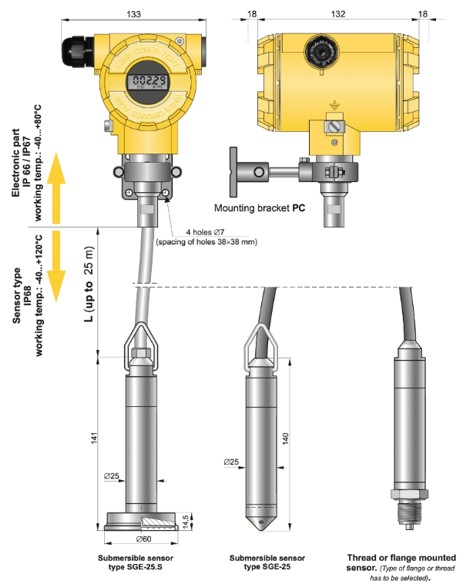 133
18
132
18
00229
Electronic part
IP 66 / IP67
working temp.: -40...+80°C
Mounting bracket PC
4 holes Ø7
(spacing of holes 38×38 mm)
Sensor type
IP68
working temp.: -40...+120°C
L (up to 25 m)
141
Ø25
14,5
Ø60
140
Ø25
Submersible sensor
type SGE-25.S
Submersible sensor
type SGE-25
Thread or flange mounted
sensor. (Type of flange or thread
has to be selected).